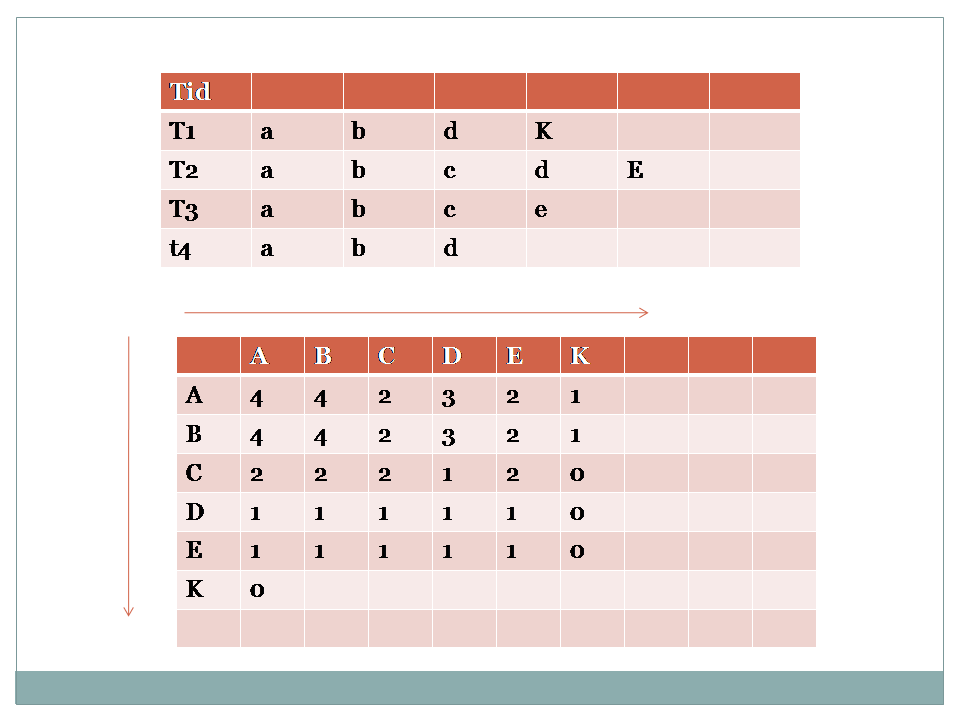 Tid
T1 a b d K
T2 a b c d E
T3 a b c e
t4 a b d
A B C D E K
A 4 4 2 3 2 1
B 4 4 2 3 2 1
C 2 2 2 1 2 0
D 1 1 1 1 1 0
E 1 1 1 1 1 0
K 0